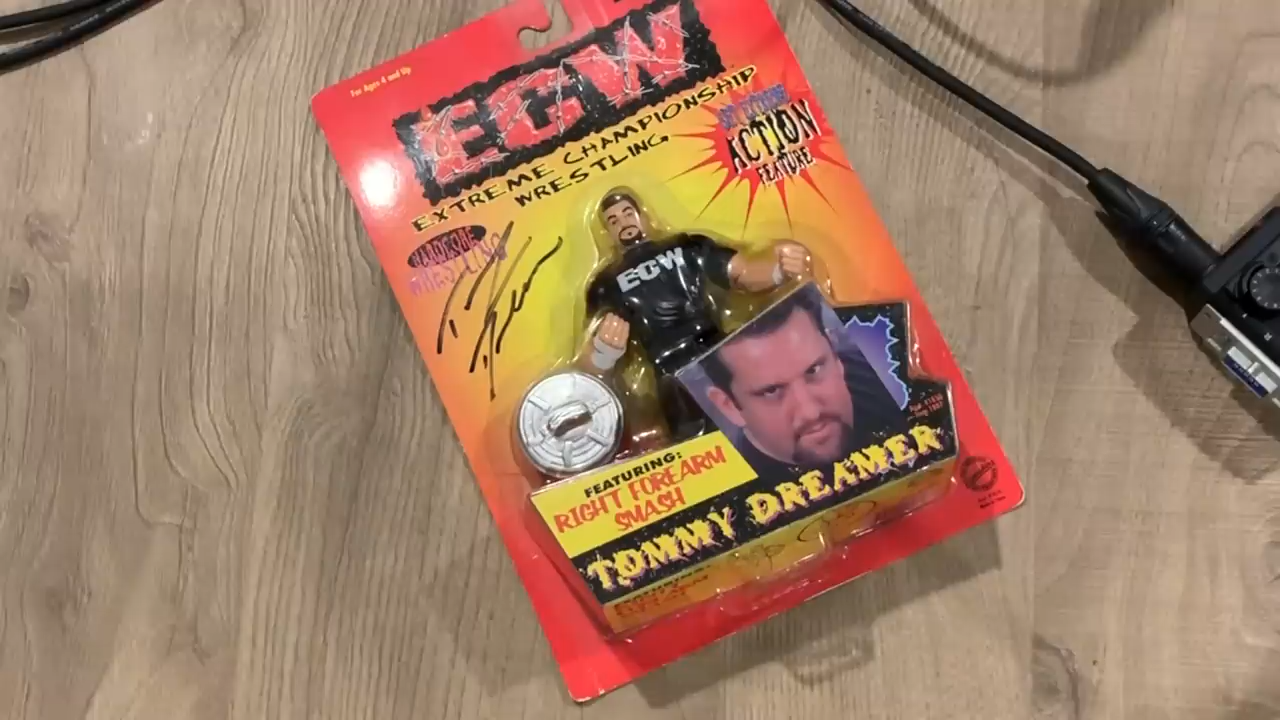 For Ages 4 and Up
ECW
EXTREME CHAMPIONSHIP
WRESTLING
ACTION
FEATURE
HARDCORE
WRESTLING
ECW
FEATURING:
RIGHT FOREARM
SMASH
TOMMY DREAMER